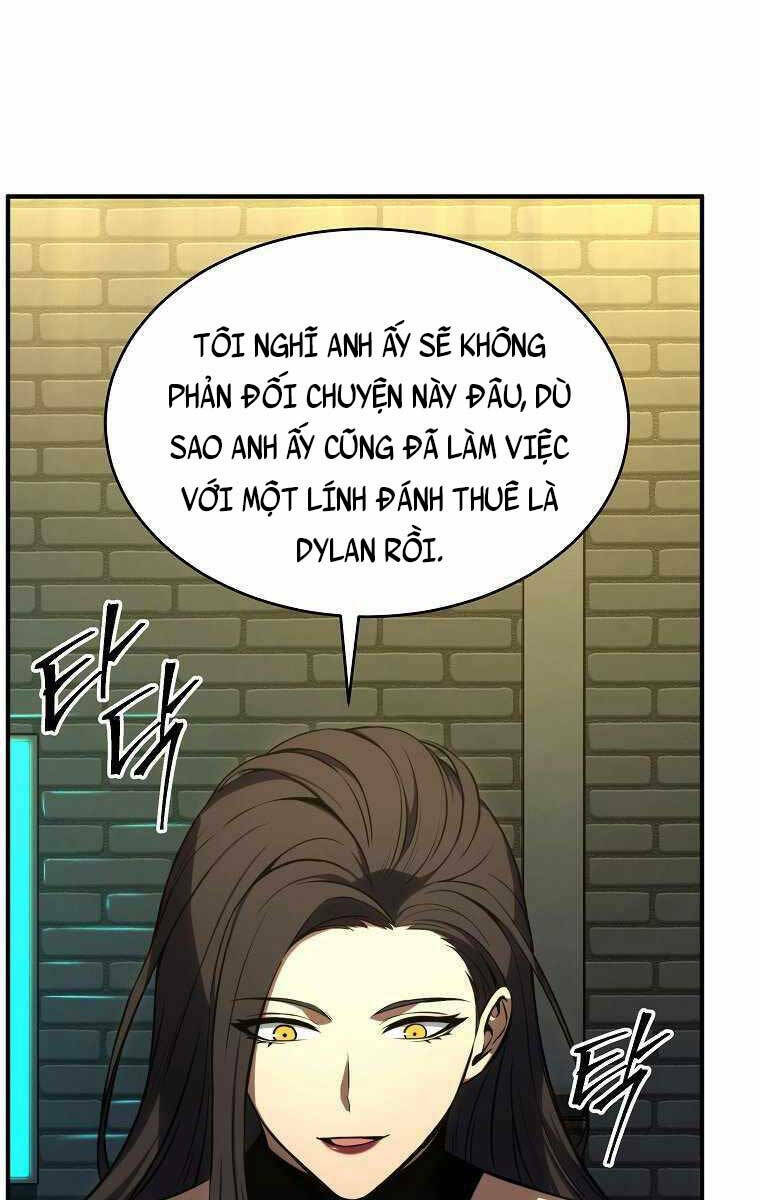 TÔI NGHĨ ANH ẤY SẼ KHÔNG
PHẢN ĐỐI CHUYỆN NÀY ĐÂU, DÙ
SAO ANH ẤY CŨNG ĐÃ LÀM VIỆC
VỚI MỘT LÍNH ĐÁNH THUÊ LÀ
DYLAN RỒI.
타
닥
탁